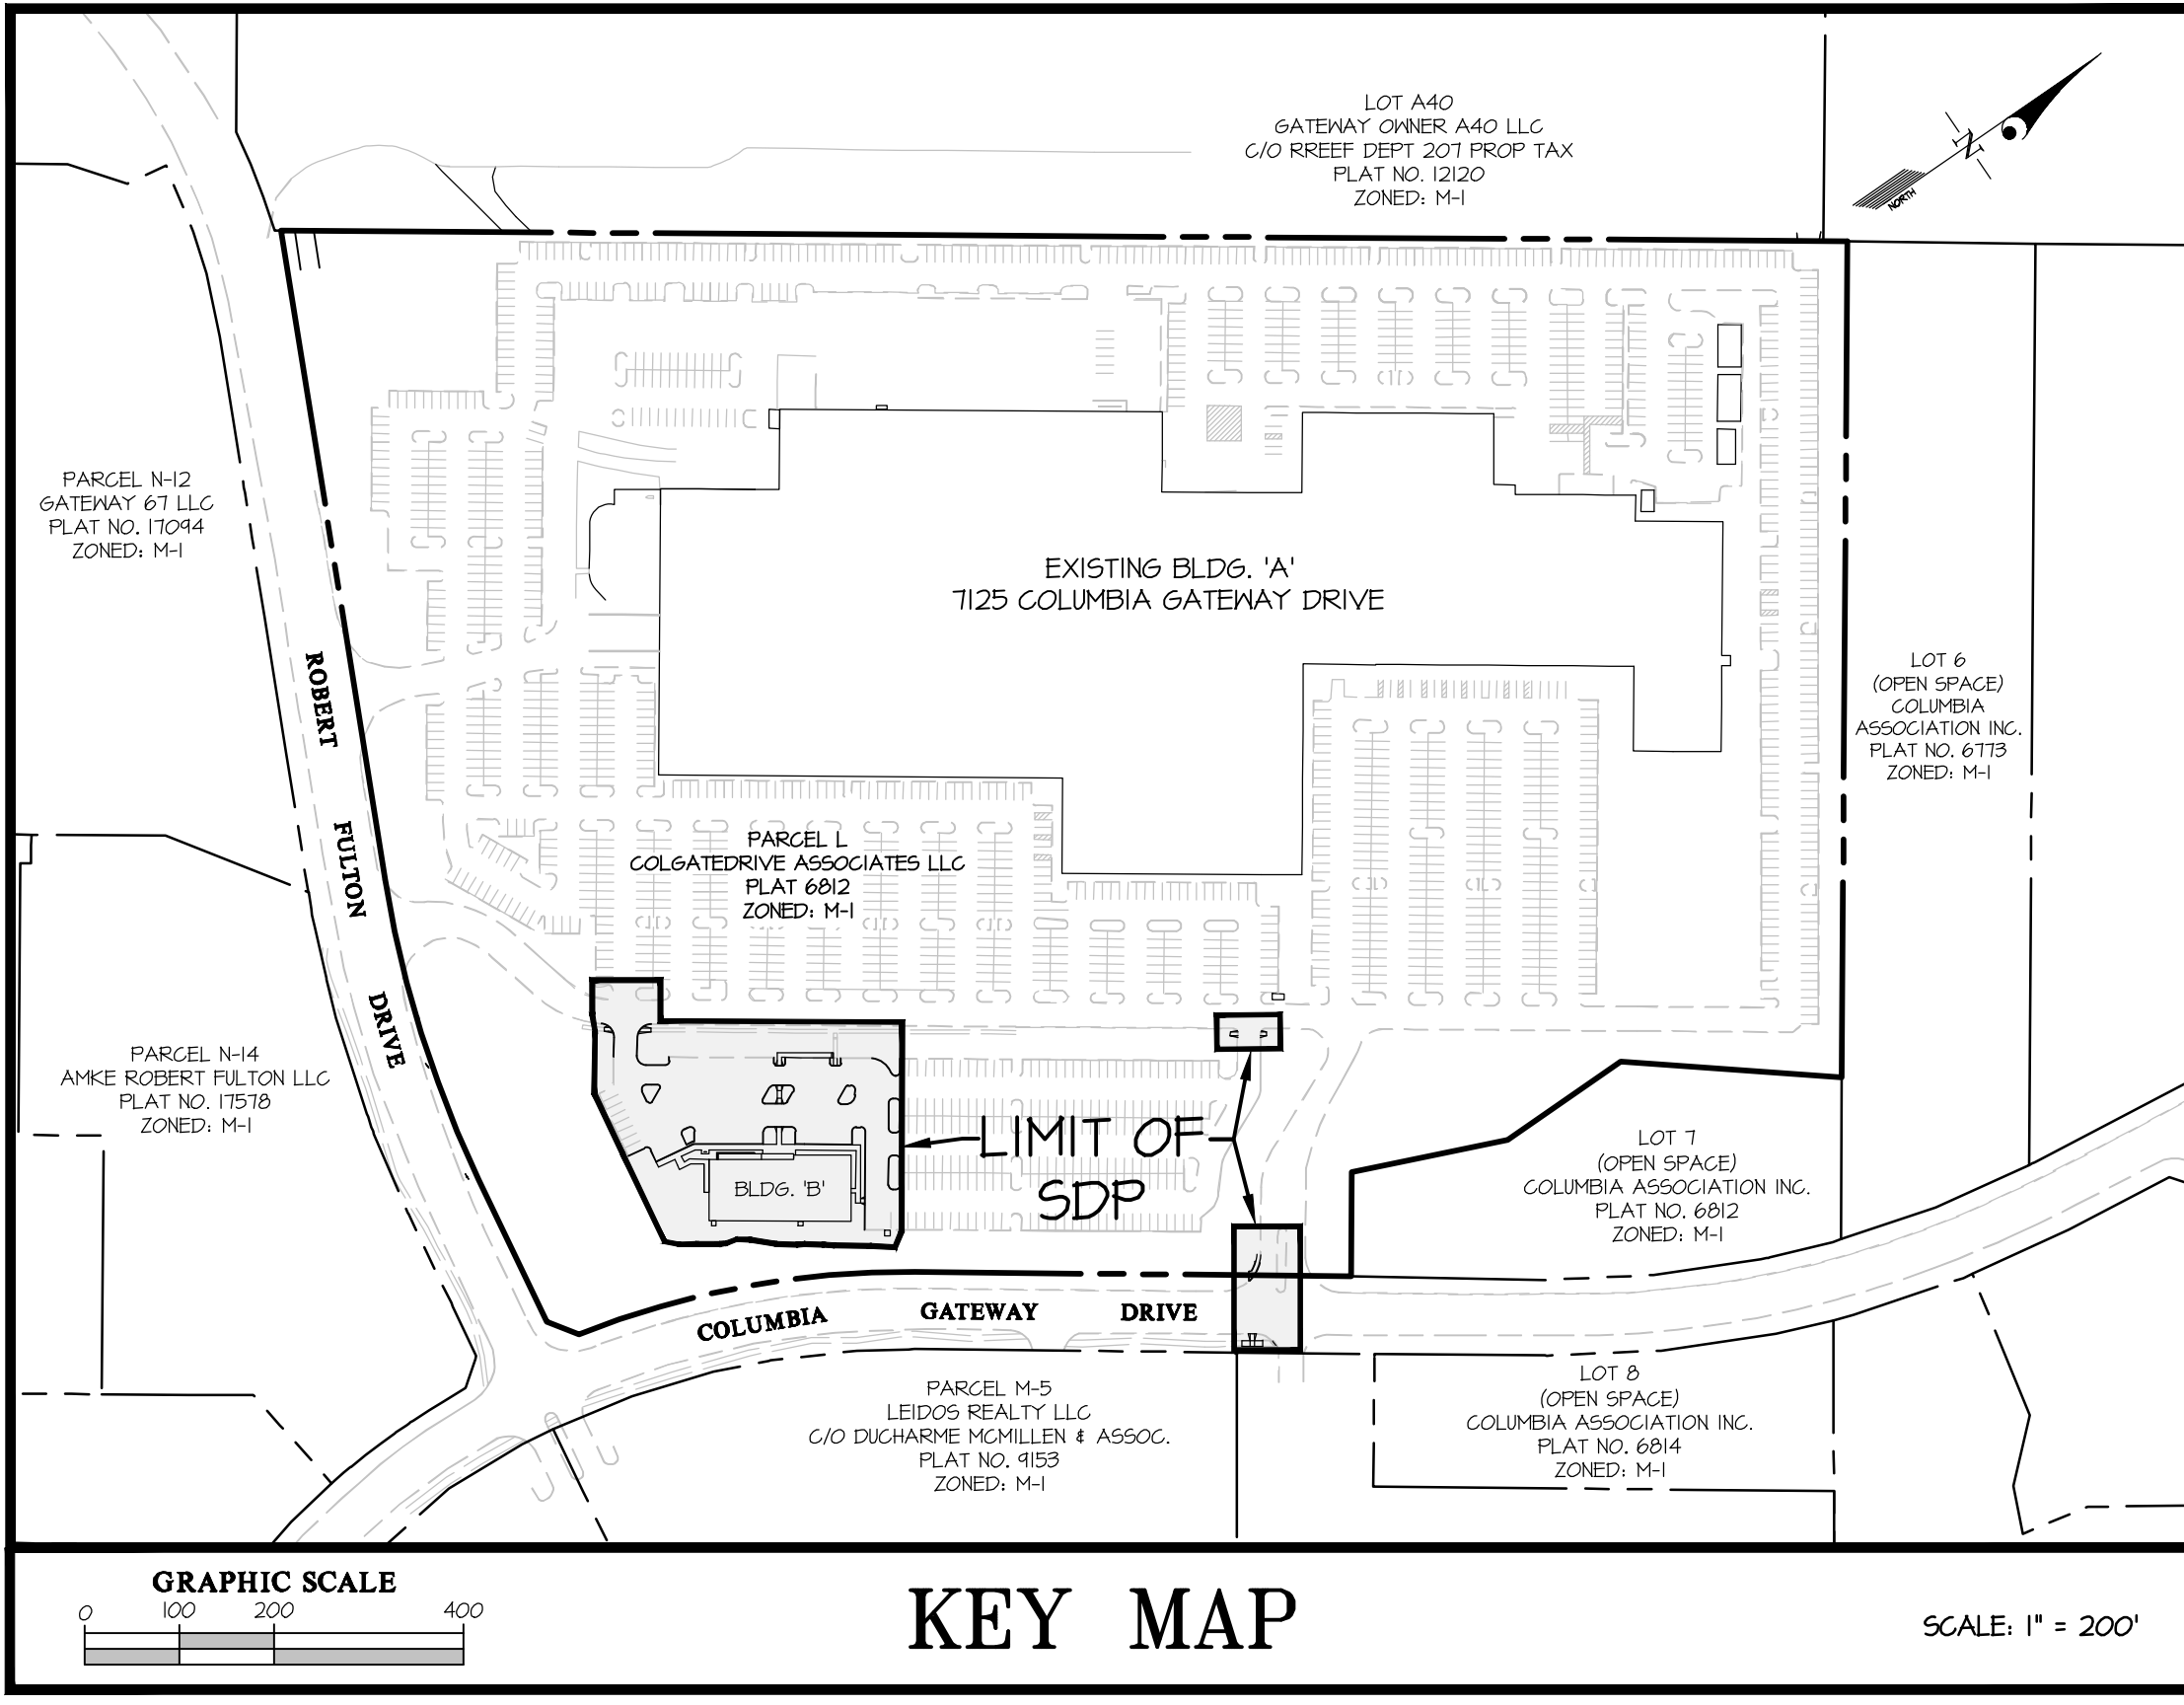 LOT A40
GATEWAY OWNER A40 LLC
C/O RREEF DEPT 207 PROP TAX
PLAT NO. 12120
ZONED: M-1
N
NORTH
PARCEL N-12
GATEWAY 67 LLC
PLAT NO. 17094
ZONED: M-1
EXISTING BLDG. 'A'
7125 COLUMBIA GATEWAY DRIVE
LOT 6
(OPEN SPACE)
COLUMBIA
ASSOCIATION INC.
PLAT NO. 6773
ZONED: M-1
ROBERT FULTON DRIVE
PARCEL L
COLGATEDRIVE ASSOCIATES LLC
PLAT 6812
ZONED: M-1
PARCEL N-14
AMKE ROBERT FULTON LLC
PLAT NO. 17578
ZONED: M-1
LIMIT OF
SDP
BLDG. 'B'
LOT 7
(OPEN SPACE)
COLUMBIA ASSOCIATION INC.
PLAT NO. 6812
ZONED: M-1
COLUMBIA GATEWAY DRIVE
PARCEL M-5
LEIDOS REALTY LLC
C/O DUCHARME MCMILLEN & ASSOC.
PLAT NO. 9153
ZONED: M-1
LOT 8
(OPEN SPACE)
COLUMBIA ASSOCIATION INC.
PLAT NO. 6814
ZONED: M-1
GRAPHIC SCALE
0 100 200 400
KEY MAP
SCALE: 1" = 200'